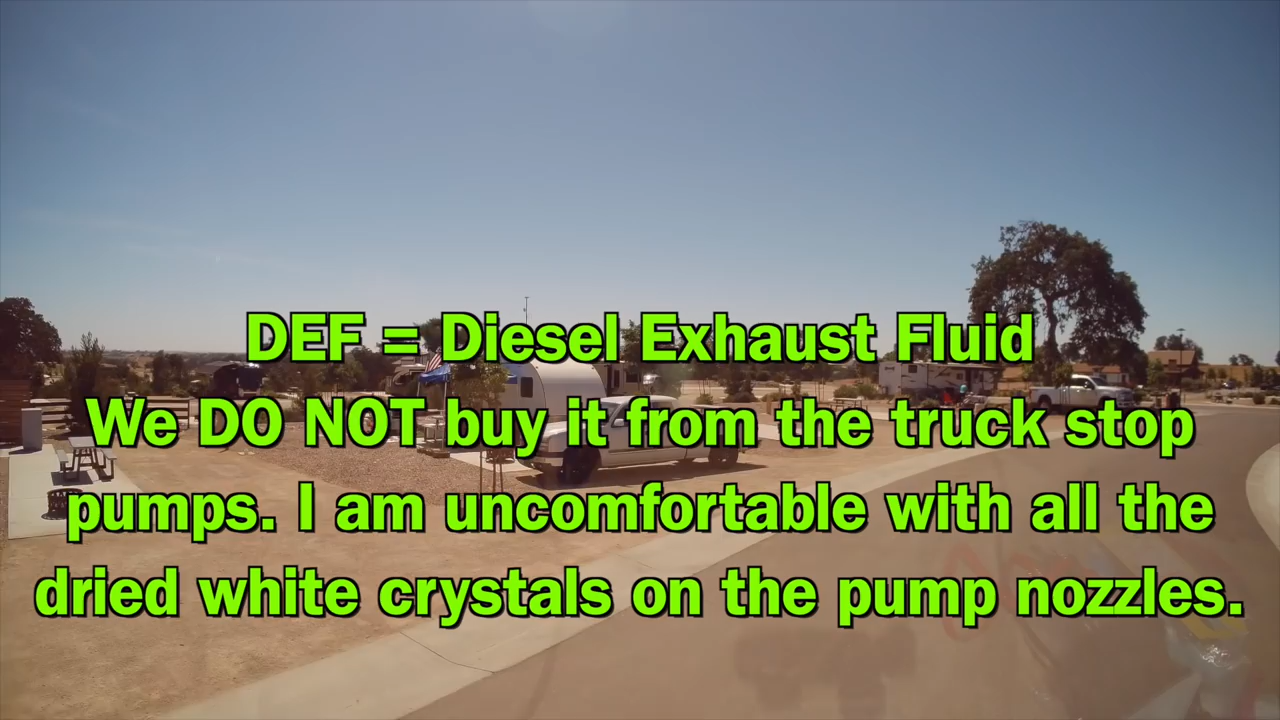 DEF = Diesel Exhaust Fluid
We DO NOT buy it from the truck stop
pumps. I am uncomfortable with all the
dried white crystals on the pump nozzles.